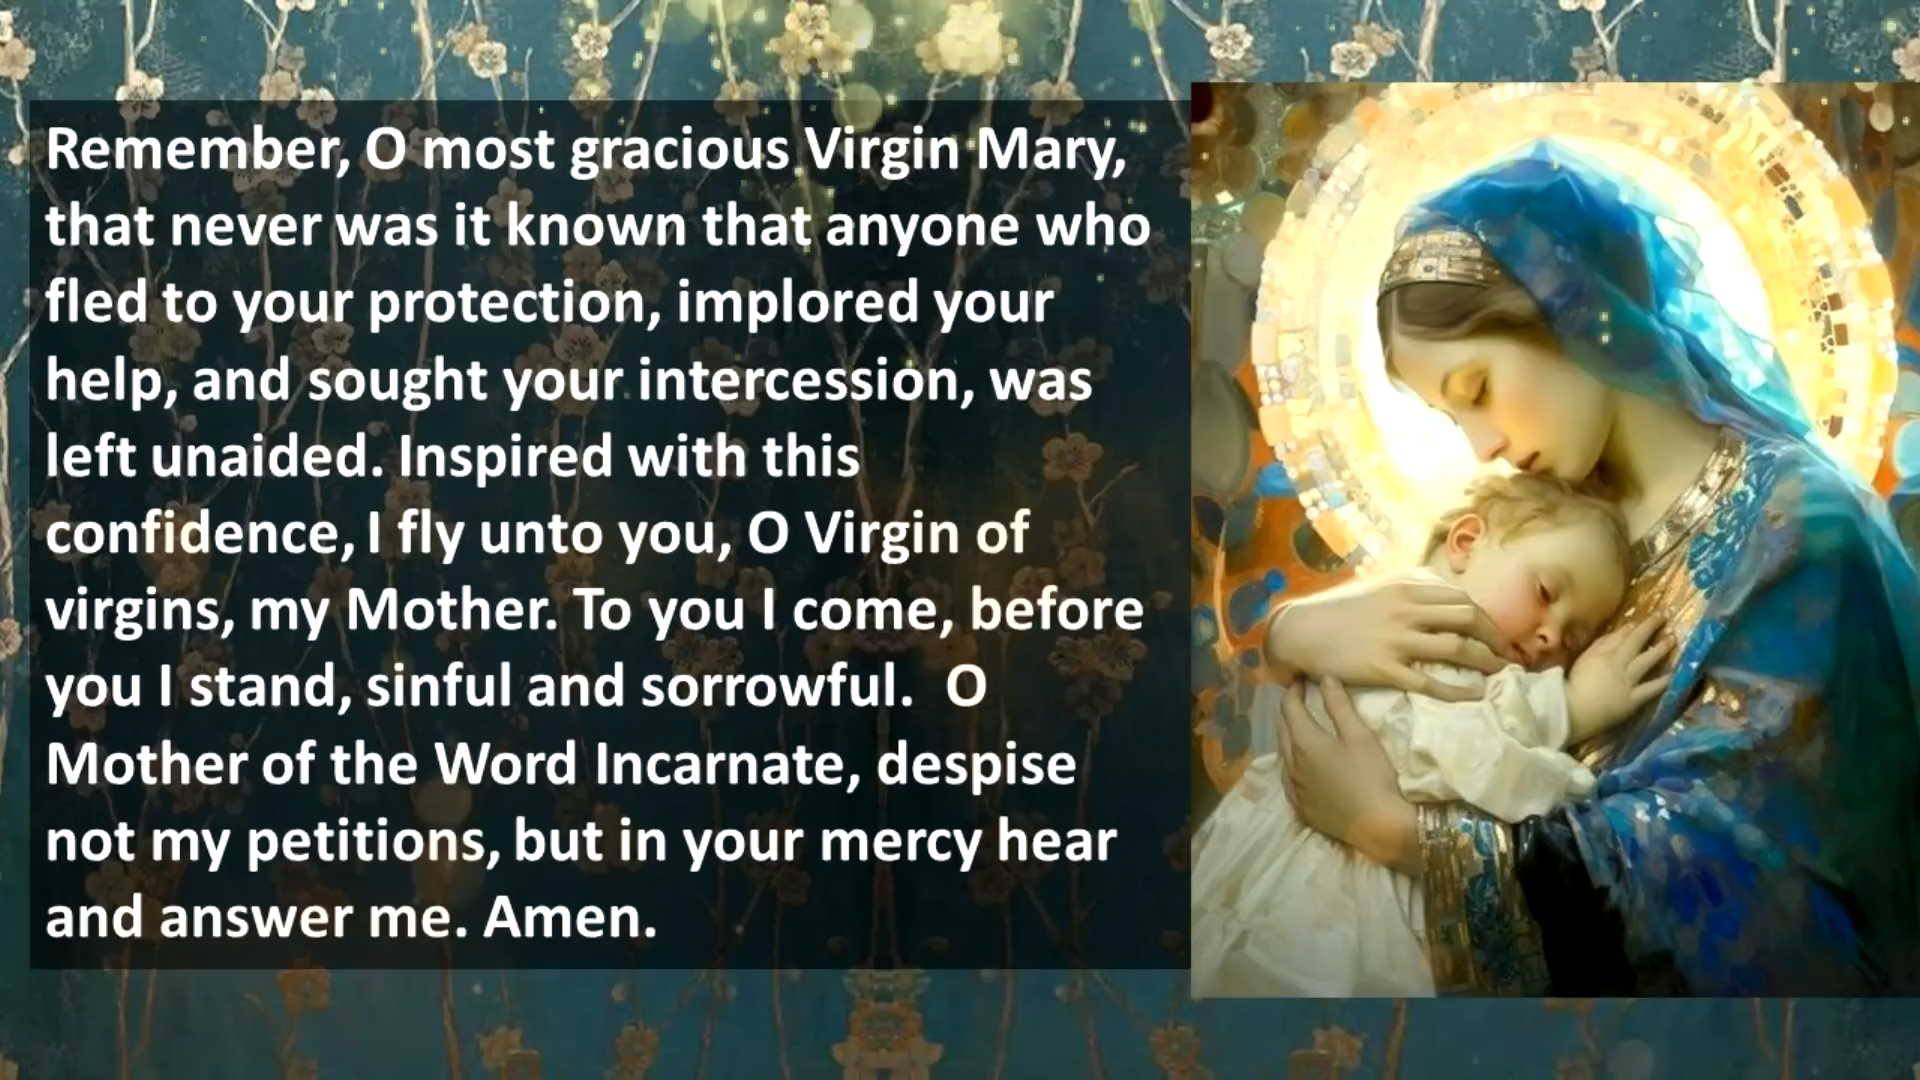 Remember, O most gracious Virgin Mary,
that never was it known that anyone who
fled to your protection, implored your
help, and sought your intercession, was
left unaided. Inspired with this
confidence, I fly unto you, O Virgin of
virgins, my Mother. To you I come, before
you I stand, sinful and sorrowful.  O
Mother of the Word Incarnate, despise
not my petitions, but in your mercy hear
and answer me. Amen.